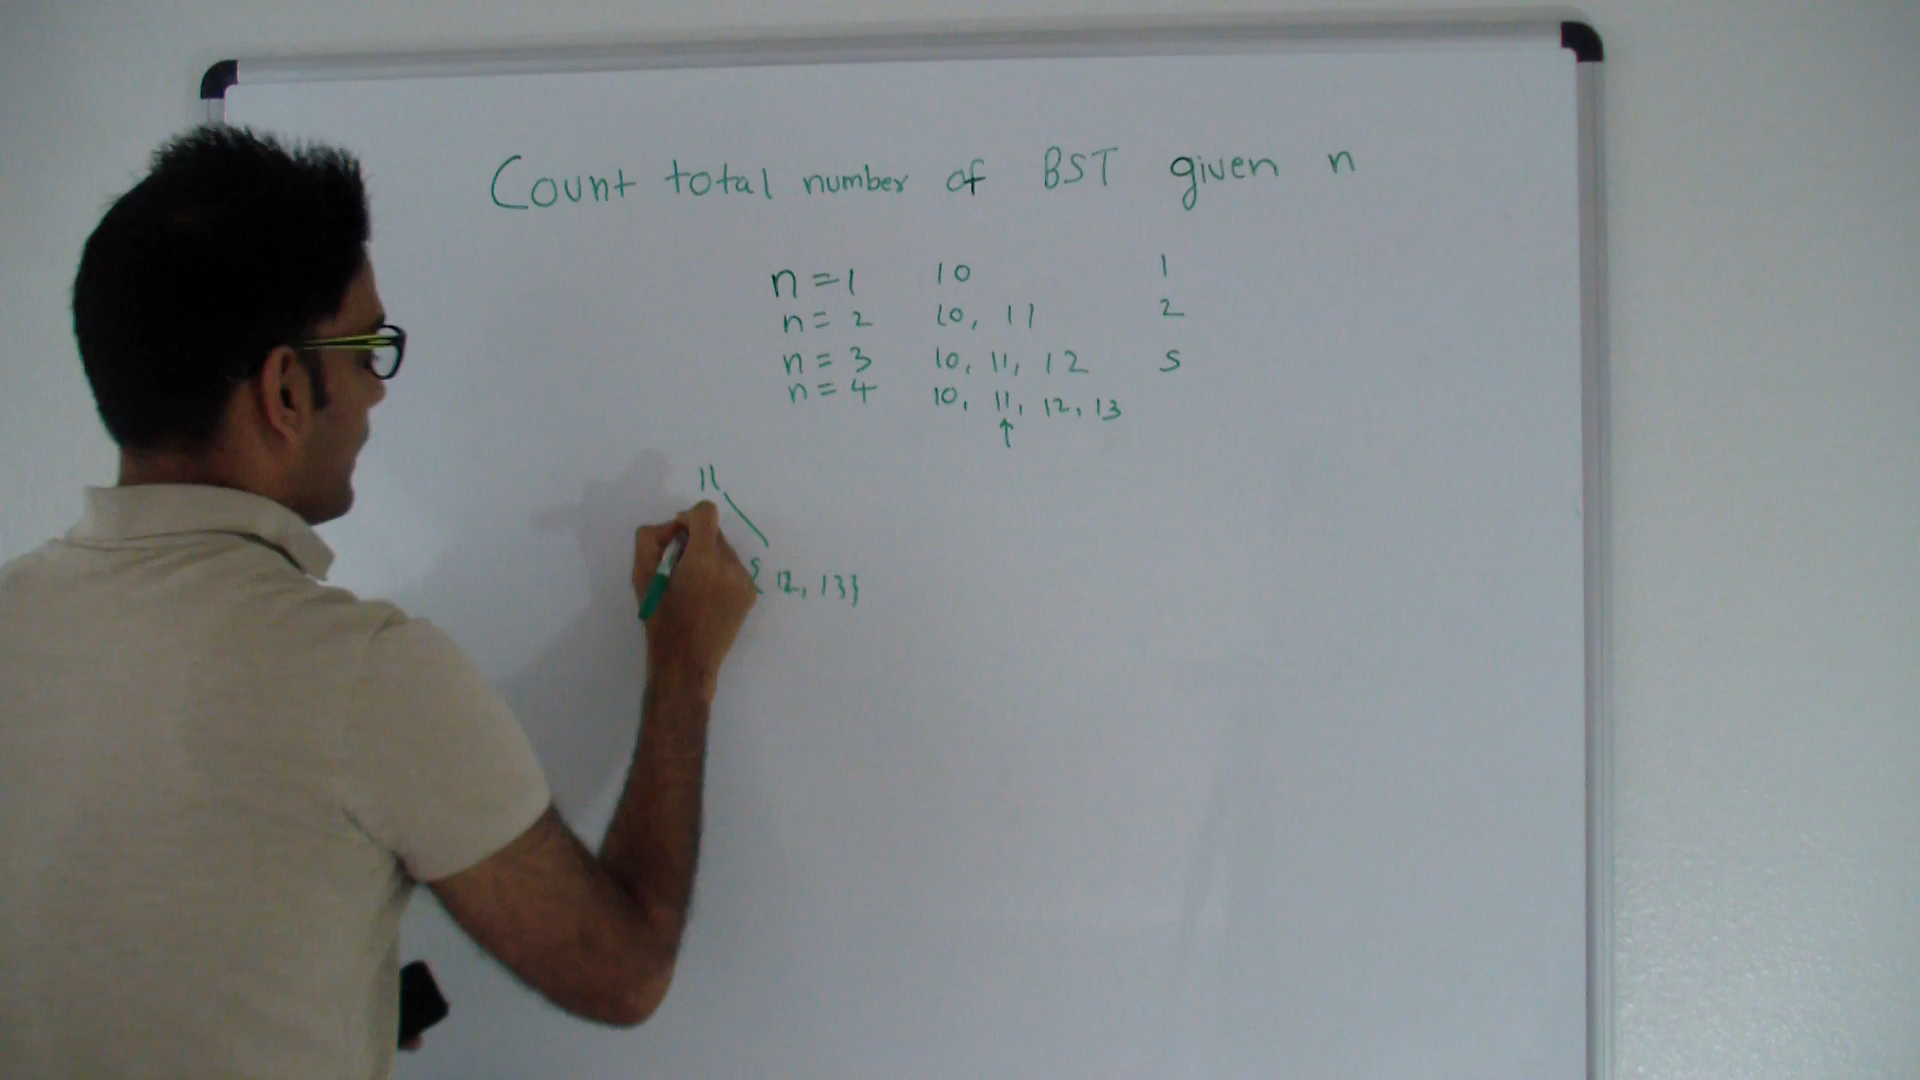 Count total number of BST given n
n = 1 10 1
n = 2 10, 11 2
n = 3 10, 11, 12 5
n = 4 10, 11, 12, 13
↑
11
{12, 13}